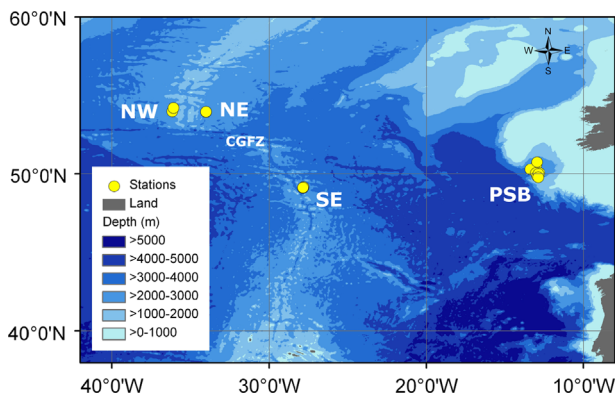 60°0'N
N
W
E
S
NW
NE
CGFZ
50°0'N
SE
PSB
Stations
Land
Depth (m)
>5000
>4000-5000
>3000-4000
>2000-3000
>1000-2000
>0-1000
40°0'N
40°0'W
30°0'W
20°0'W
10°0'W